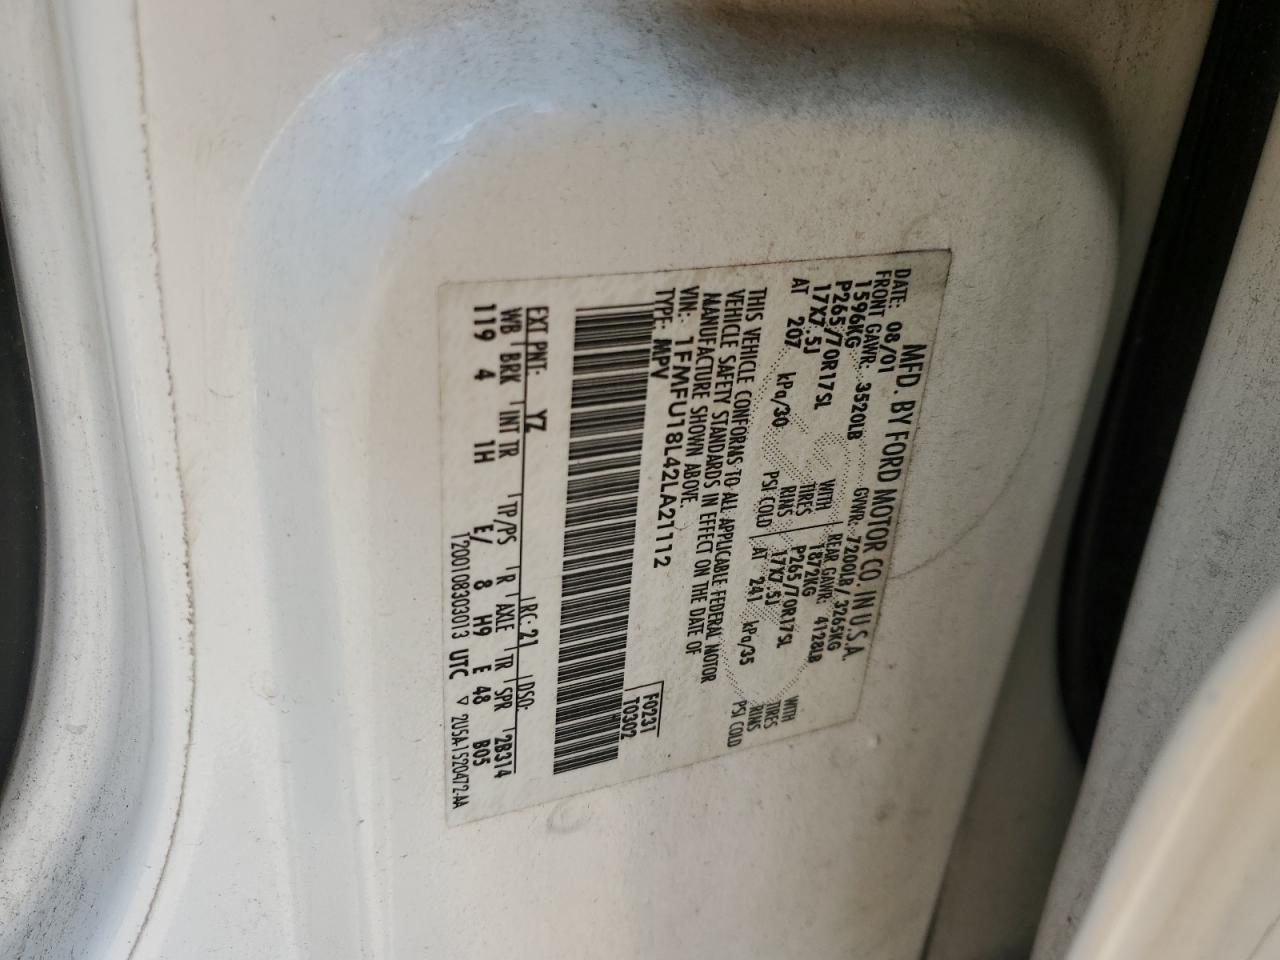 MFD. BY FORD MOTOR CO. IN U.S.A.
DATE: 08/01 GVWR: 7200LB/ 3265KG
FRONT GAWR: 3520LB REAR GAWR: 4128LB
1596KG WITH 1872KG WITH
P265/70R17SL TIRES P265/70R17SL TIRES
17X7.5J RIMS 17X7.5J RIMS
AT 207 kPa/30 PSI COLD AT 241 kPa/35 PSI COLD
THIS VEHICLE CONFORMS TO ALL APPLICABLE FEDERAL MOTOR
VEHICLE SAFETY STANDARDS IN EFFECT ON THE DATE OF
MANUFACTURE SHOWN ABOVE.
VIN: 1FMFU18L42LA21112
TYPE: MPV
F0231
T0302
EXT PNT: YZ RC: 21 DSO:
WB BRK INT TR TP/PS R AXLE TR SPR 2B314
119 4 1H E/ 8 H9 E 48 B05
12001083030​13 UTC ▽ 2U5A-1520472-AA